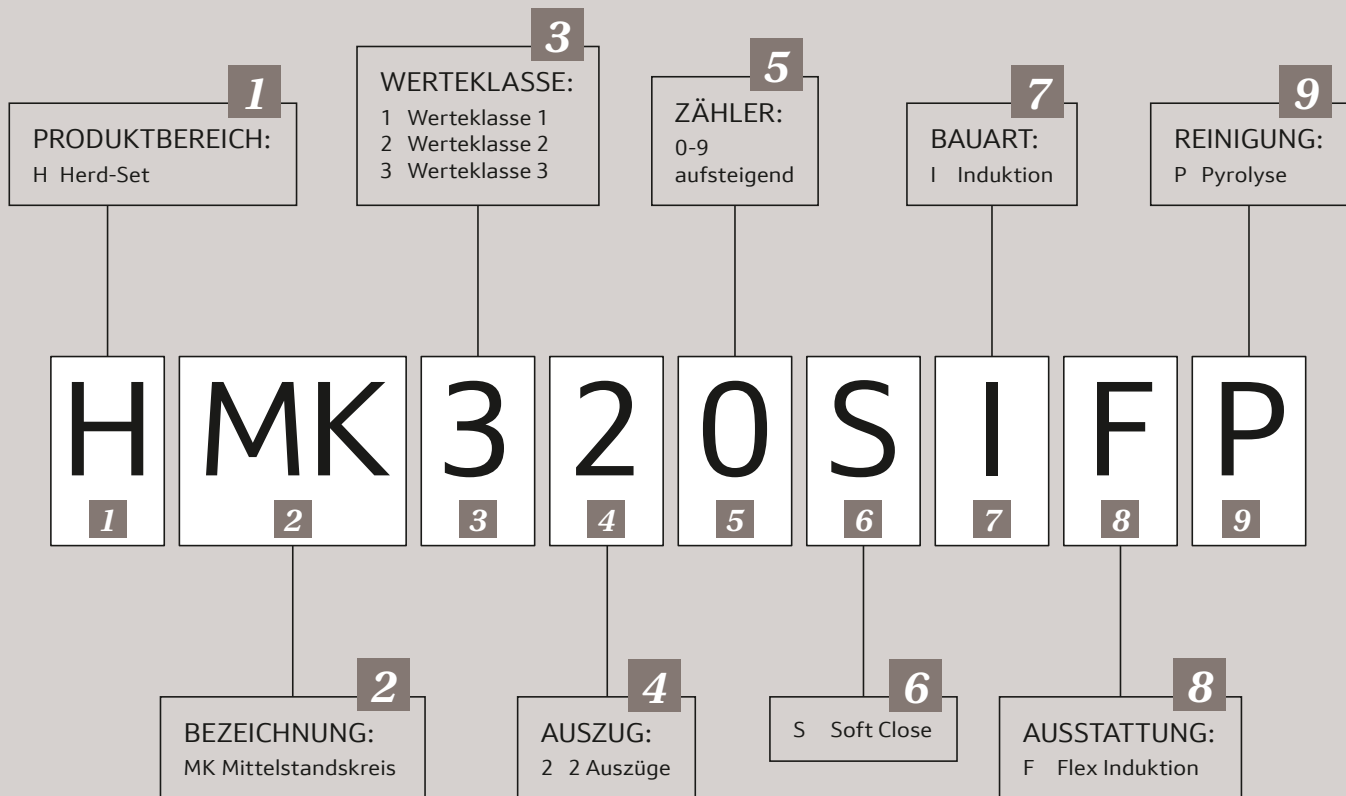 1
PRODUKTBEREICH:
H Herd-Set
3
WERTEKLASSE:
1 Werteklasse 1
2 Werteklasse 2
3 Werteklasse 3
5
ZÄHLER:
0-9
aufsteigend
7
BAUART:
I Induktion
9
REINIGUNG:
P Pyrolyse
H MK 3 2 0 S I F P
1 2 3 4 5 6 7 8 9
2
BEZEICHNUNG:
MK Mittelstandskreis
4
AUSZUG:
2 2 Auszüge
6
S Soft Close
8
AUSSTATTUNG:
F Flex Induktion